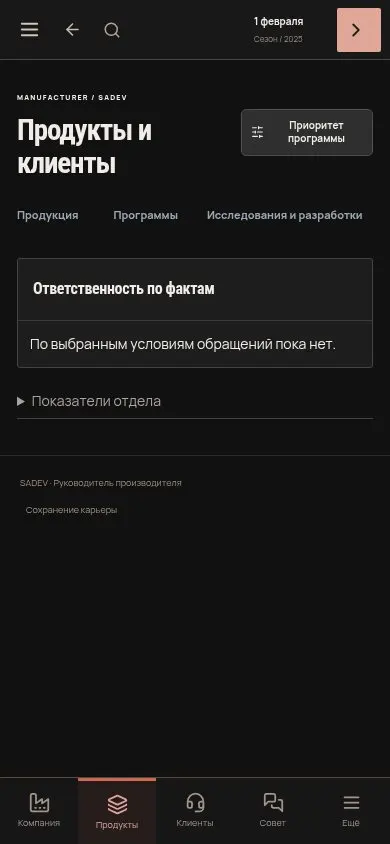 1 февраля
Сезон / 2025
MANUFACTURER / SADEV
Продукты и
клиенты
Приоритет
программы
Продукция Программы Исследования и разработки
Ответственность по фактам
По выбранным условиям обращений пока нет.
Показатели отдела
SADEV · Руководитель производителя
Сохранение карьеры
Компания Продукты Клиенты Совет Ещё